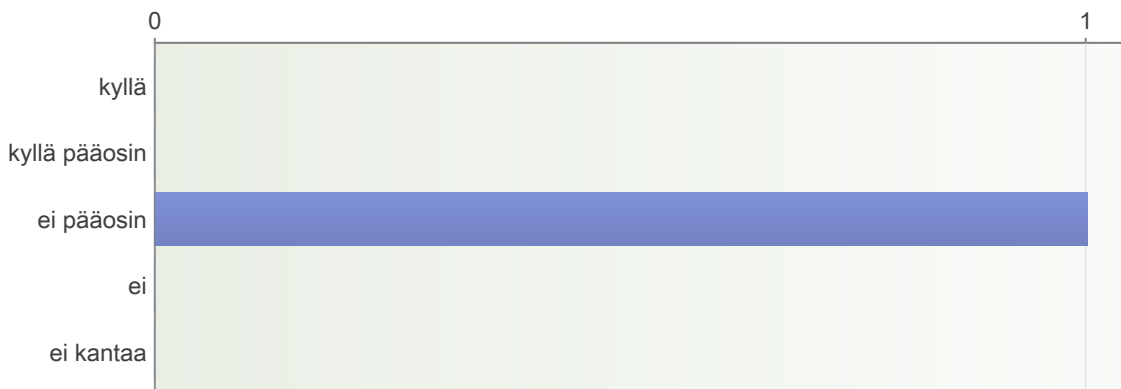 0 1
kyllä
kyllä pääosin
ei pääosin
ei
ei kantaa